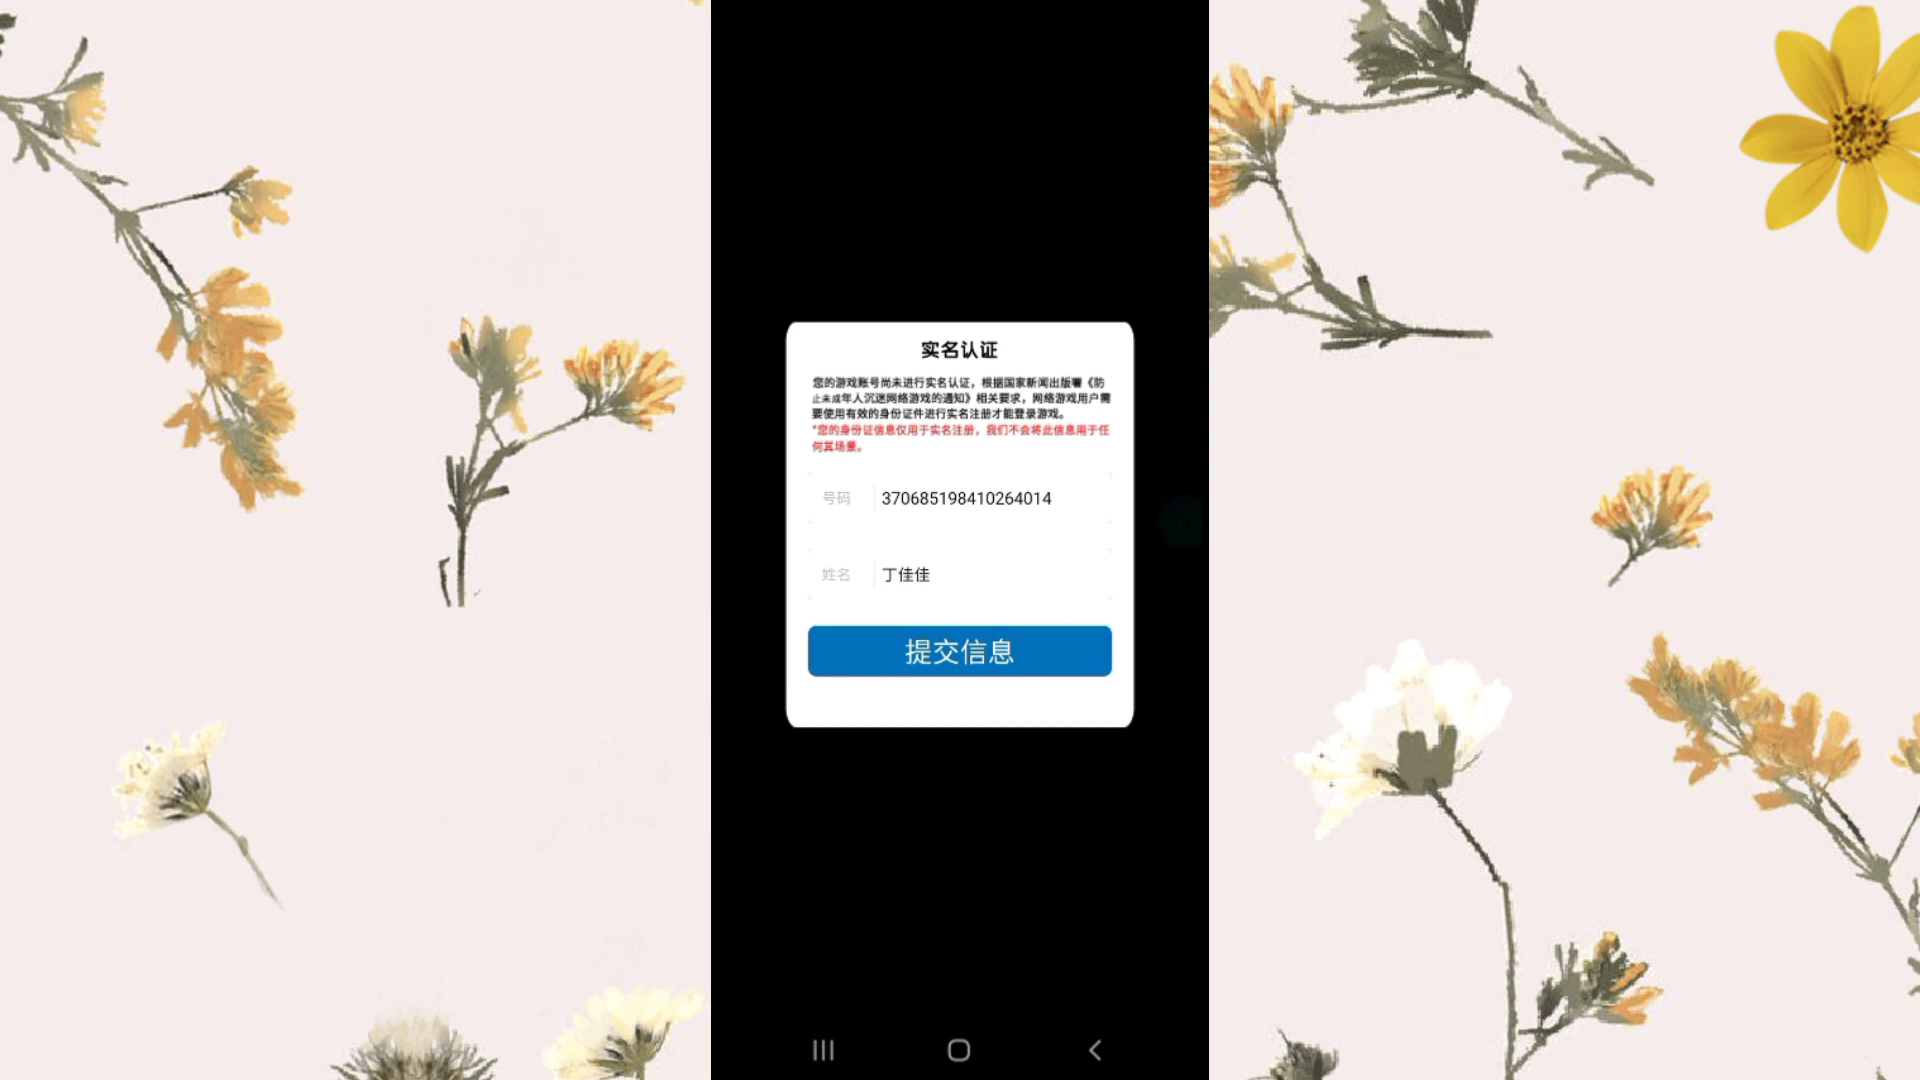 实名认证
您的游戏账号尚未进行实名认证，根据国家新闻出版署《防
止未成年人沉迷网络游戏的通知》相关要求，网络游戏用户需
要使用有效的身份证件进行实名注册才能登录游戏。
*您的身份证信息仅用于实名注册，我们不会将此信息用于任
何其场景。
号码 370685198410264014
姓名 丁佳佳
提交信息